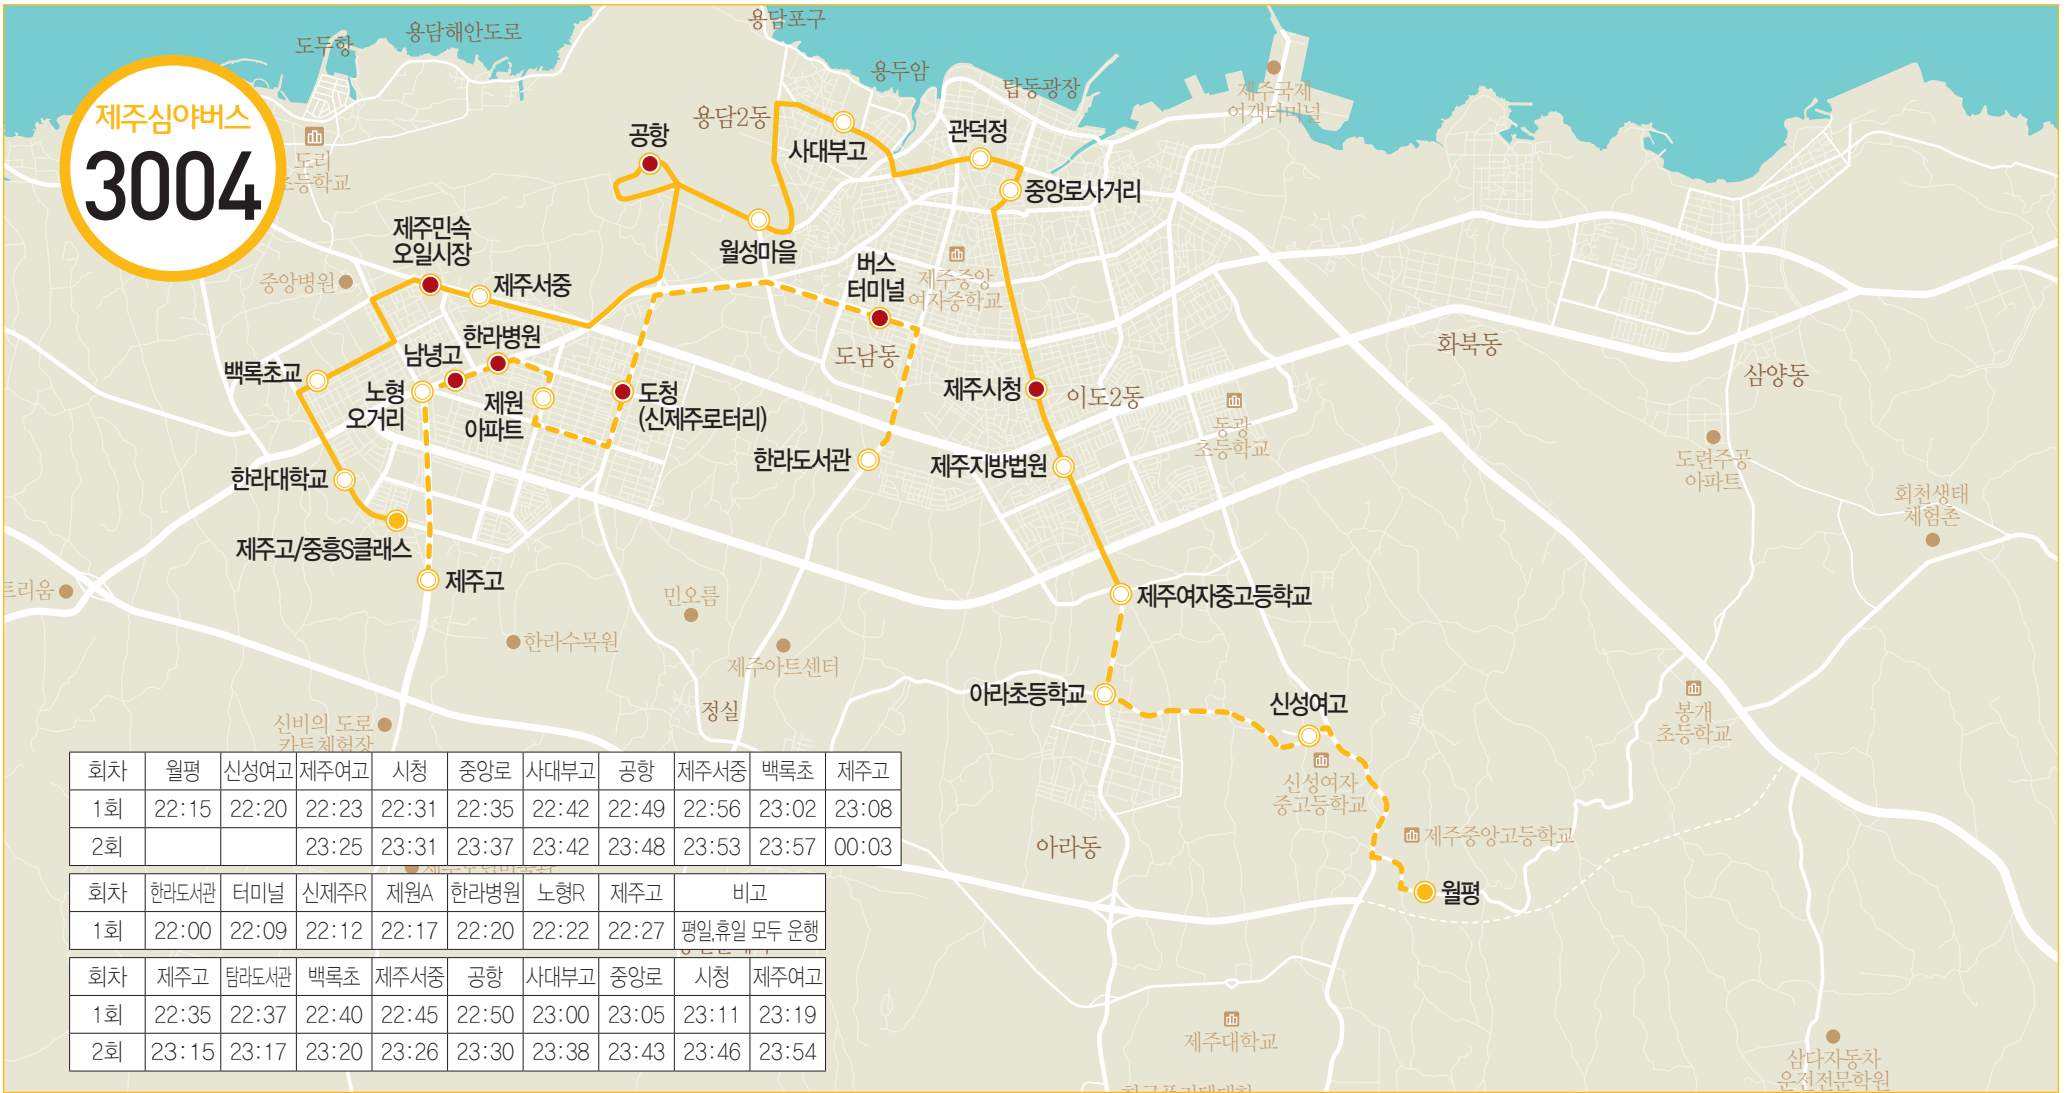 제주심야버스
3004
도두항
용담해안도로
용담포구
용두암
탑동광장
제주국제
여객터미널
도리
초등학교
용담2동
공항
사대부고
관덕정
중앙로사거리
제주민속
오일시장
중앙병원
제주서중
월성마을
버스
터미널
제주중앙
여자중학교
한라병원
남녕고
백록초교
노형
오거리
제원
아파트
도청
(신제주로터리)
도남동
제주시청
이도2동
화북동
삼양동
동광
초등학교
한라도서관
제주지방법원
도련주공
아파트
회천생태
체험촌
한라대학교
제주고/중흥S클래스
제주고
트리움
민오름
한라수목원
제주아트센터
제주여자중고등학교
아라초등학교
신성여고
정실
신비의 도로
카트체험장
봉개
초등학교
신성여자
중고등학교
제주중앙고등학교
아라동
월평
제주대학교
삼다자동차
운전전문학원
회차 월평 신성여고 제주여고 시청 중앙로 사대부고 공항 제주서중 백록초 제주고
1회 22:15 22:20 22:23 22:31 22:35 22:42 22:49 22:56 23:02 23:08
2회 23:25 23:31 23:37 23:42 23:48 23:53 23:57 00:03
회차 한라도서관 터미널 신제주R 제원A 한라병원 노형R 제주고 비고
1회 22:00 22:09 22:12 22:17 22:20 22:22 22:27 평일,휴일 모두 운행
회차 제주고 탐라도서관 백록초 제주서중 공항 사대부고 중앙로 시청 제주여고
1회 22:35 22:37 22:40 22:45 22:50 23:00 23:05 23:11 23:19
2회 23:15 23:17 23:20 23:26 23:30 23:38 23:43 23:46 23:54